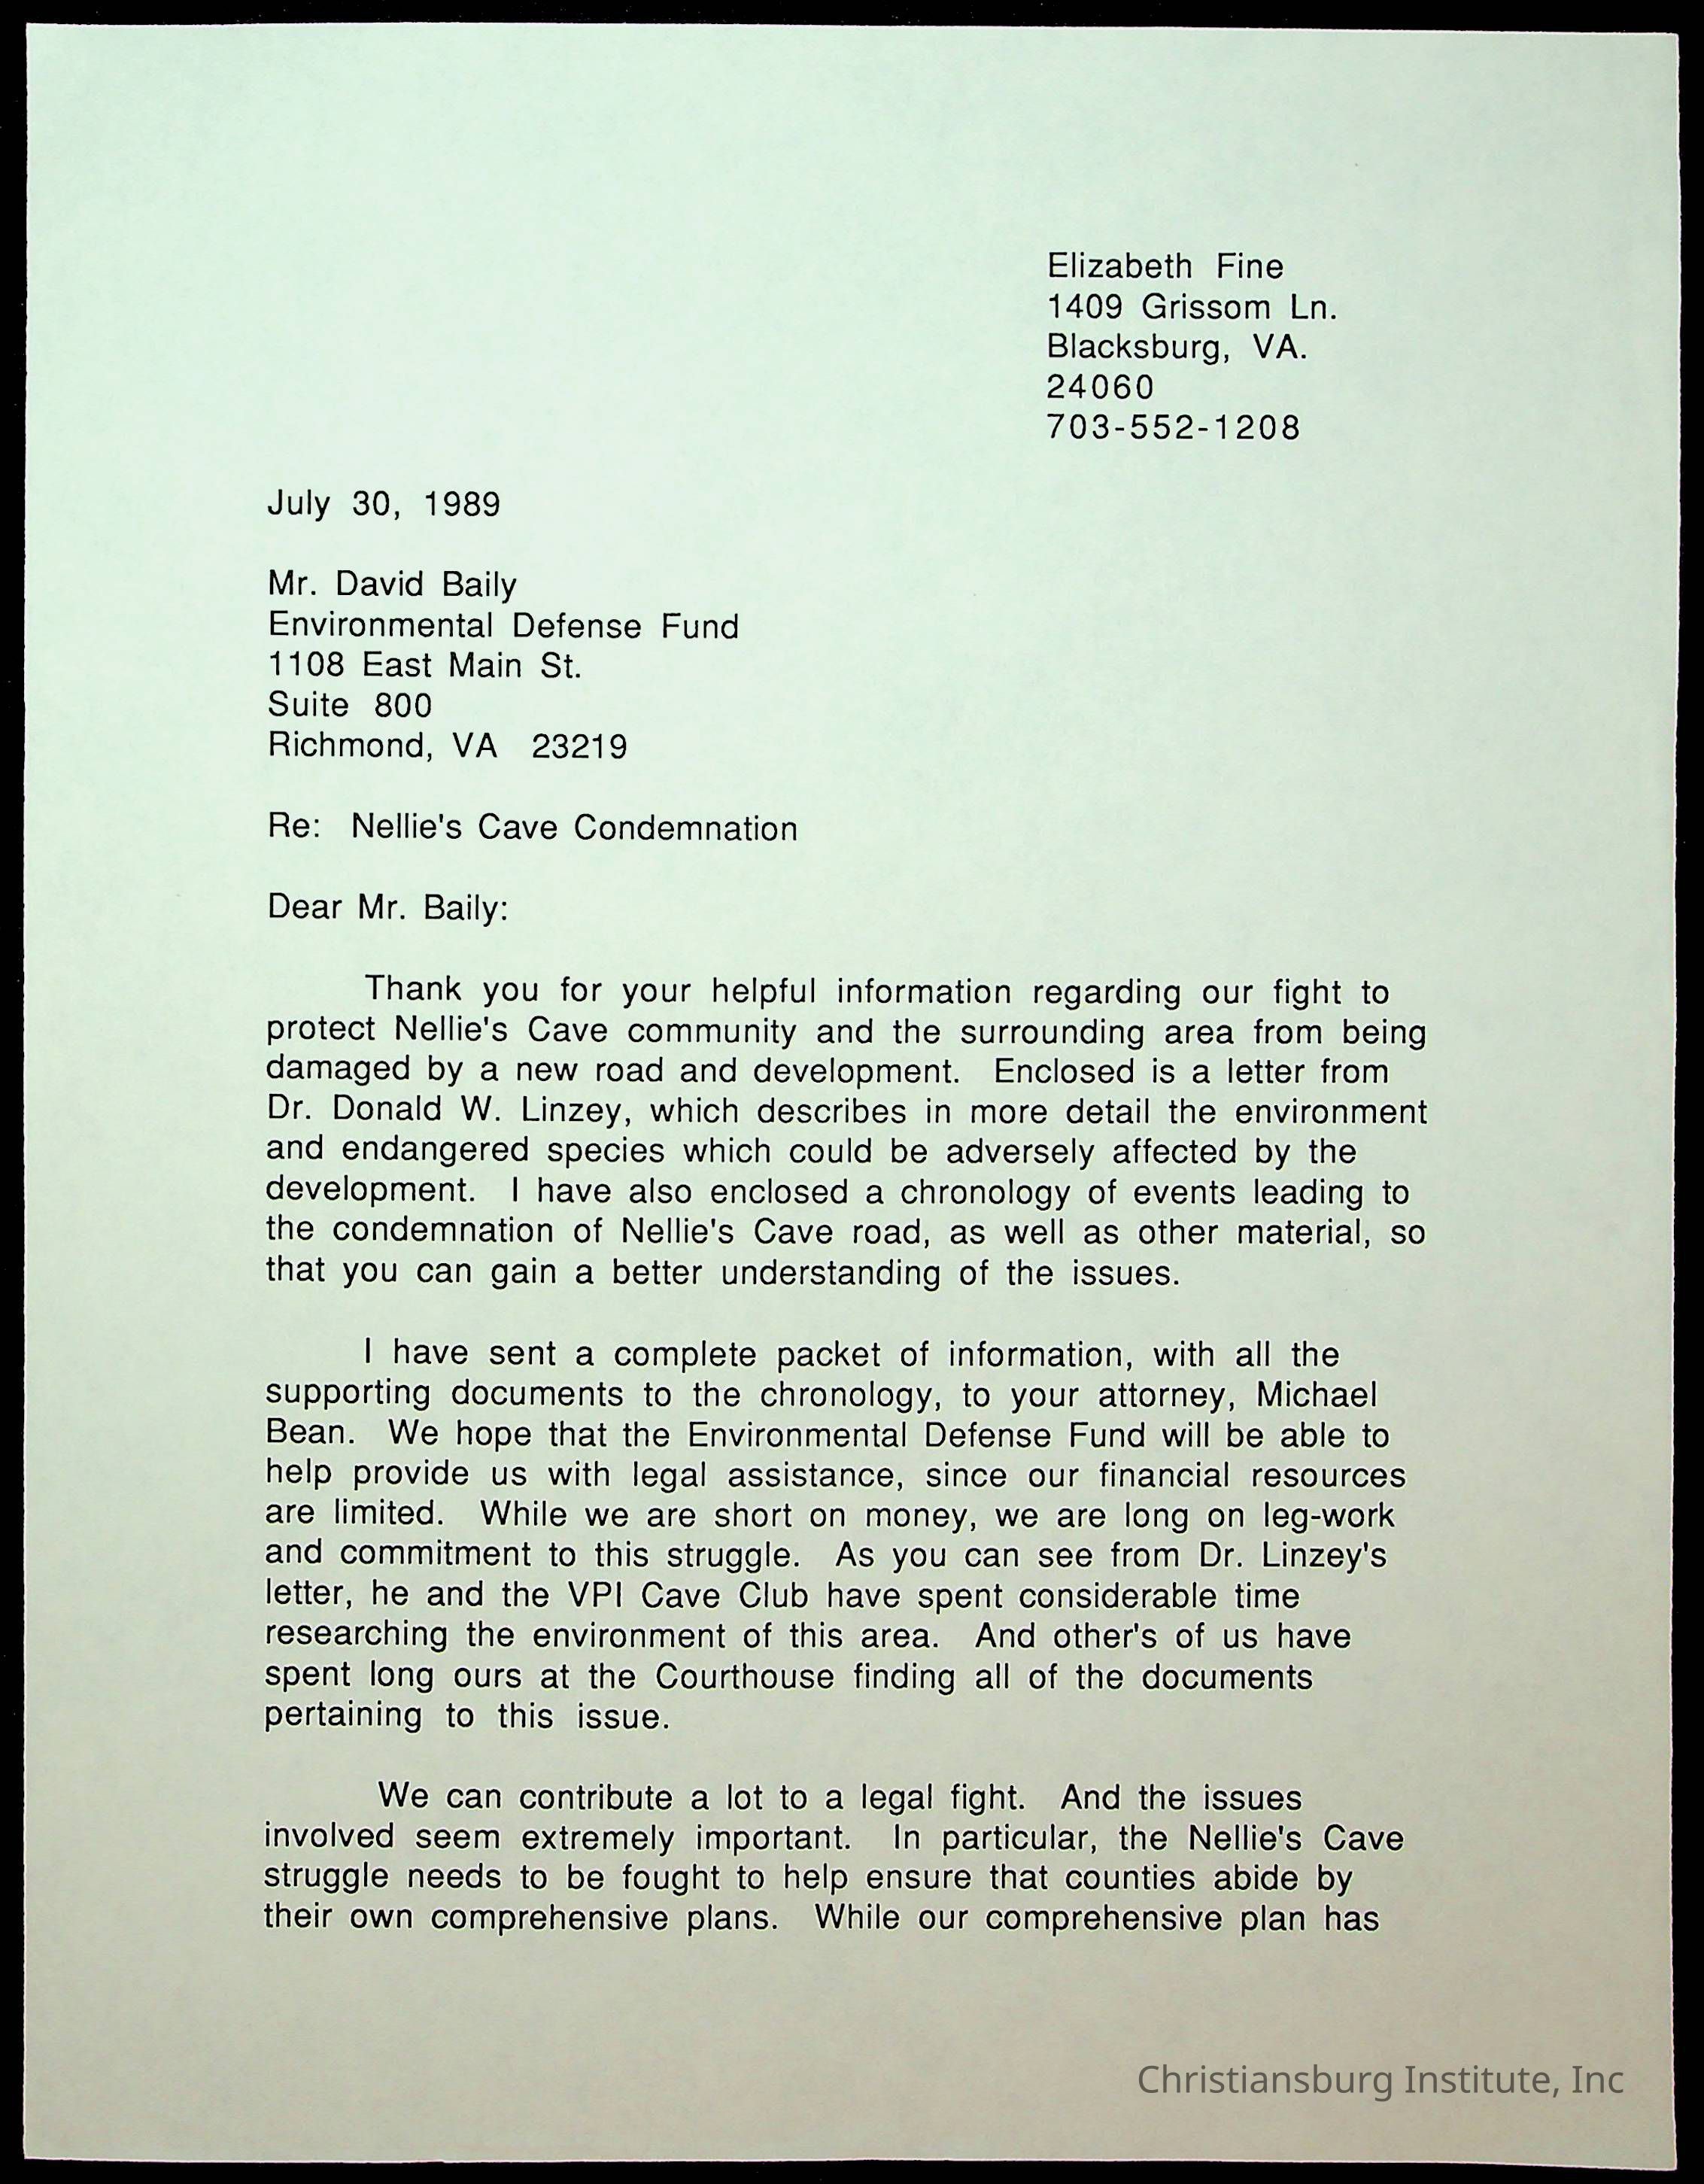 Elizabeth Fine
1409 Grissom Ln.
Blacksburg, VA.
24060
703-552-1208
July 30, 1989
Mr. David Baily
Environmental Defense Fund
1108 East Main St.
Suite 800
Richmond, VA 23219
Re: Nellie's Cave Condemnation
Dear Mr. Baily:
Thank you for your helpful information regarding our fight to
protect Nellie's Cave community and the surrounding area from being
damaged by a new road and development. Enclosed is a letter from
Dr. Donald W. Linzey, which describes in more detail the environment
and endangered species which could be adversely affected by the
development. I have also enclosed a chronology of events leading to
the condemnation of Nellie's Cave road, as well as other material, so
that you can gain a better understanding of the issues.
I have sent a complete packet of information, with all the
supporting documents to the chronology, to your attorney, Michael
Bean. We hope that the Environmental Defense Fund will be able to
help provide us with legal assistance, since our financial resources
are limited. While we are short on money, we are long on leg-work
and commitment to this struggle. As you can see from Dr. Linzey's
letter, he and the VPI Cave Club have spent considerable time
researching the environment of this area. And other's of us have
spent long ours at the Courthouse finding all of the documents
pertaining to this issue.
We can contribute a lot to a legal fight. And the issues
involved seem extremely important. In particular, the Nellie's Cave
struggle needs to be fought to help ensure that counties abide by
their own comprehensive plans. While our comprehensive plan has
Christiansburg Institute, Inc